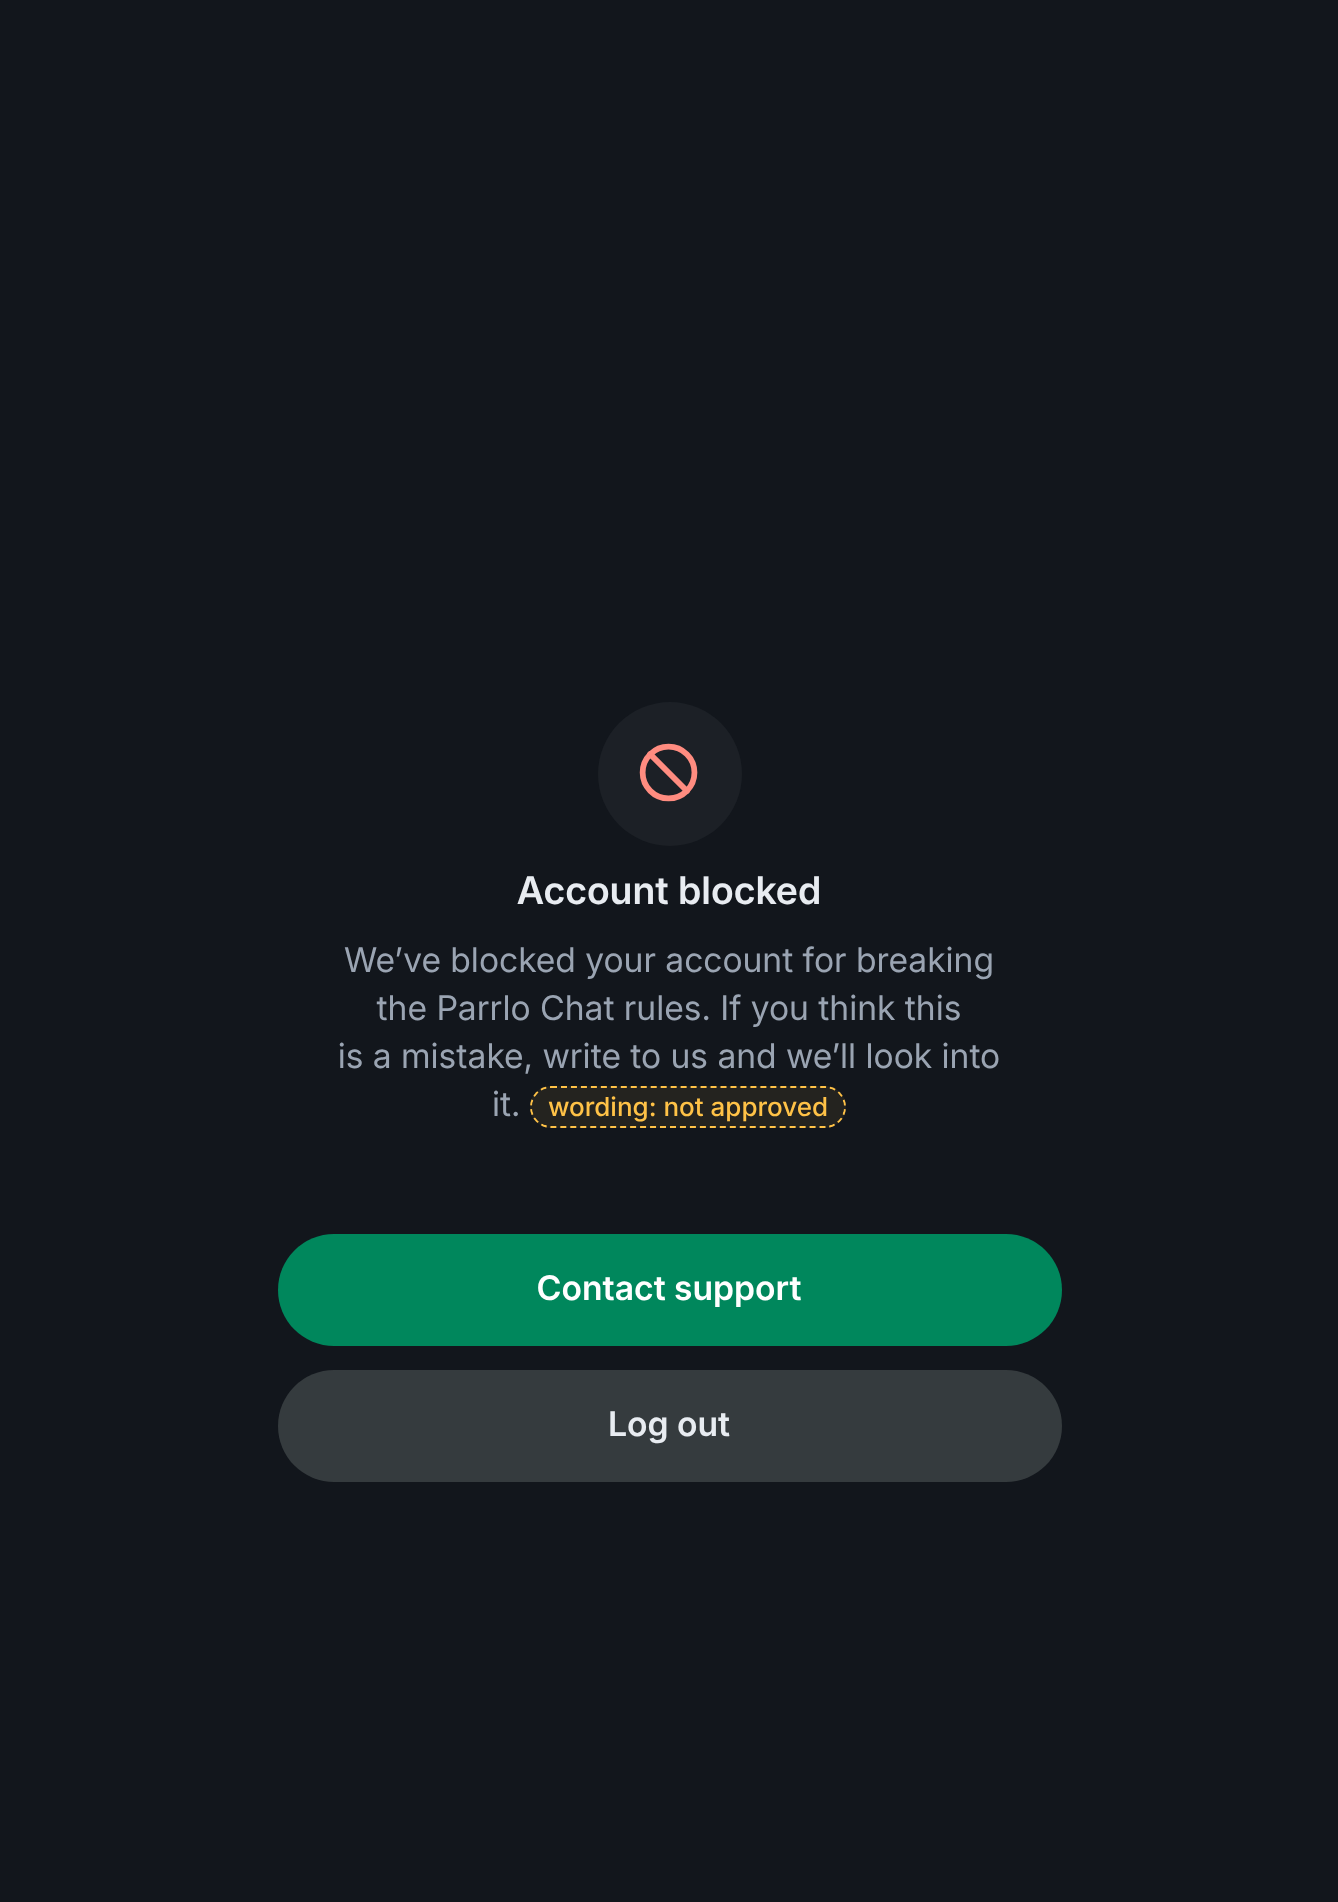 Account blocked
We’ve blocked your account for breaking
the Parrlo Chat rules. If you think this
is a mistake, write to us and we’ll look into
it. wording: not approved
Contact support
Log out